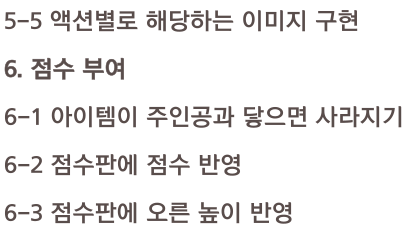 5-5 액션별로 해당하는 이미지 구현
6. 점수 부여
6-1 아이템이 주인공과 닿으면 사라지기
6-2 점수판에 점수 반영
6-3 점수판에 오른 높이 반영